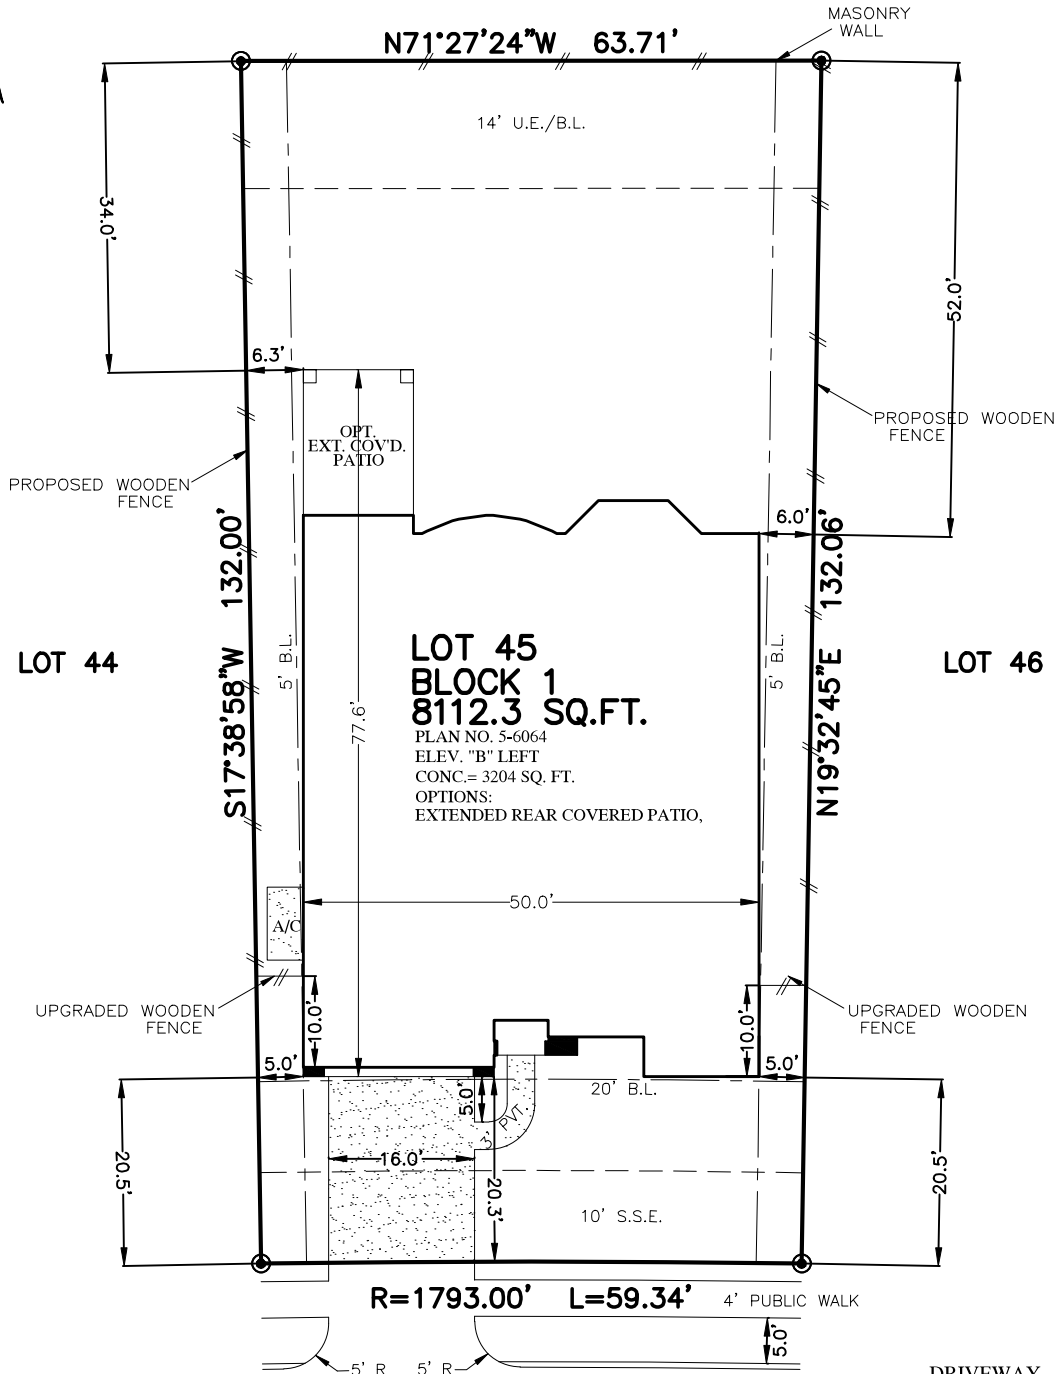 MASONRY
WALL
N71°27'24"W 63.71'
14' U.E./B.L.
34.0'
52.0'
6.3'
OPT.
EXT. COV'D.
PATIO
PROPOSED WOODEN
FENCE
PROPOSED WOODEN
FENCE
6.0'
S17°38'58"W 132.00'
N19°32'45"E 132.06'
5' B.L.
5' B.L.
LOT 44
LOT 45
BLOCK 1
8112.3 SQ.FT.
LOT 46
PLAN NO. 5-6064
ELEV. "B" LEFT
CONC.= 3204 SQ. FT.
OPTIONS:
EXTENDED REAR COVERED PATIO,
77.6'
50.0'
A/C
UPGRADED WOODEN
FENCE
UPGRADED WOODEN
FENCE
10.0'
10.0'
5.0'
5.0'
5.0'
20' B.L.
3' PVT.
16.0'
20.5'
20.3'
20.5'
10' S.S.E.
R=1793.00' L=59.34'
4' PUBLIC WALK
5.0'
5' R
5' R
DRIVEWAY